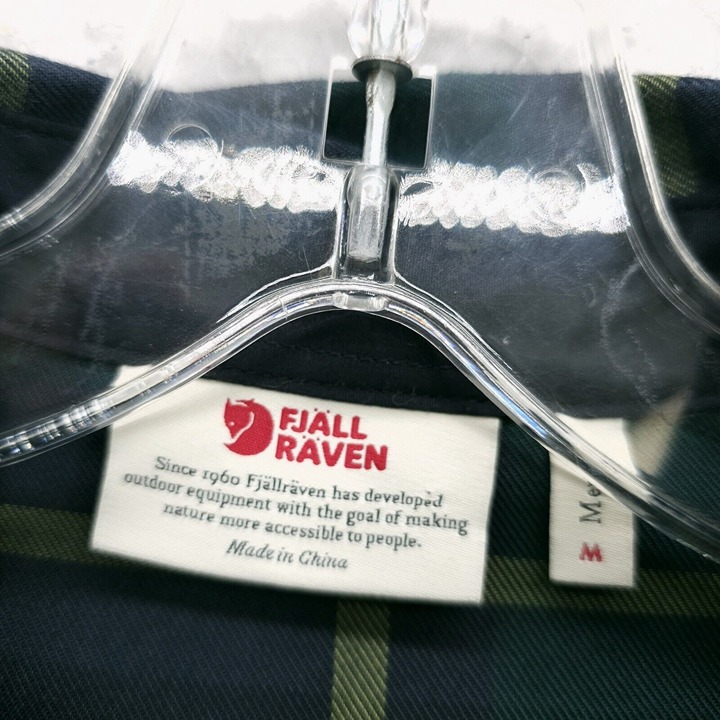 FJÄLL
RÄVEN
Since 1960 Fjällräven has developed
outdoor equipment with the goal of making
nature more accessible to people.
Made in China
M